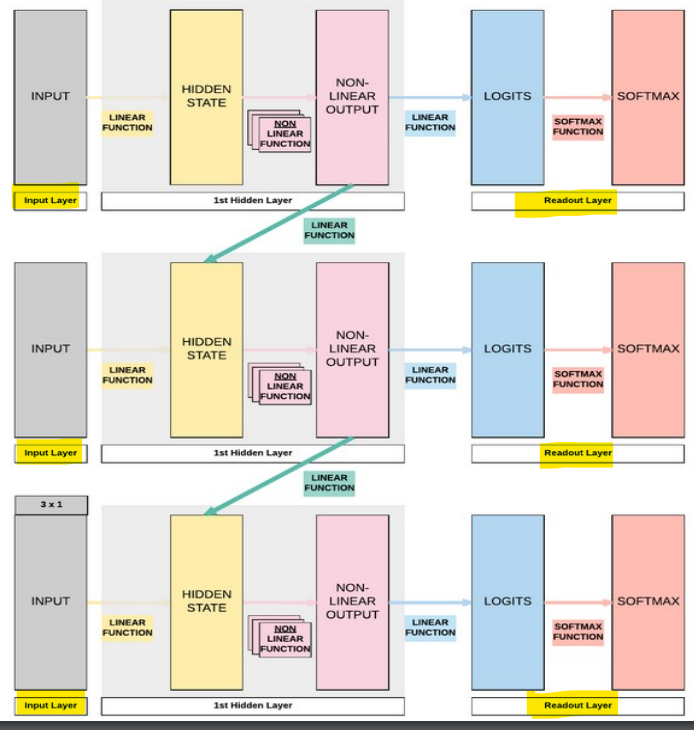 INPUT
LINEAR
FUNCTION
HIDDEN
STATE
NON
LINEAR
FUNCTION
NON-
LINEAR
OUTPUT
LINEAR
FUNCTION
LOGITS
SOFTMAX
FUNCTION
SOFTMAX
Input Layer
1st Hidden Layer
Readout Layer
LINEAR
FUNCTION
INPUT
LINEAR
FUNCTION
HIDDEN
STATE
NON
LINEAR
FUNCTION
NON-
LINEAR
OUTPUT
LINEAR
FUNCTION
LOGITS
SOFTMAX
FUNCTION
SOFTMAX
Input Layer
1st Hidden Layer
Readout Layer
LINEAR
FUNCTION
3 x 1
INPUT
LINEAR
FUNCTION
HIDDEN
STATE
NON
LINEAR
FUNCTION
NON-
LINEAR
OUTPUT
LINEAR
FUNCTION
LOGITS
SOFTMAX
FUNCTION
SOFTMAX
Input Layer
1st Hidden Layer
Readout Layer